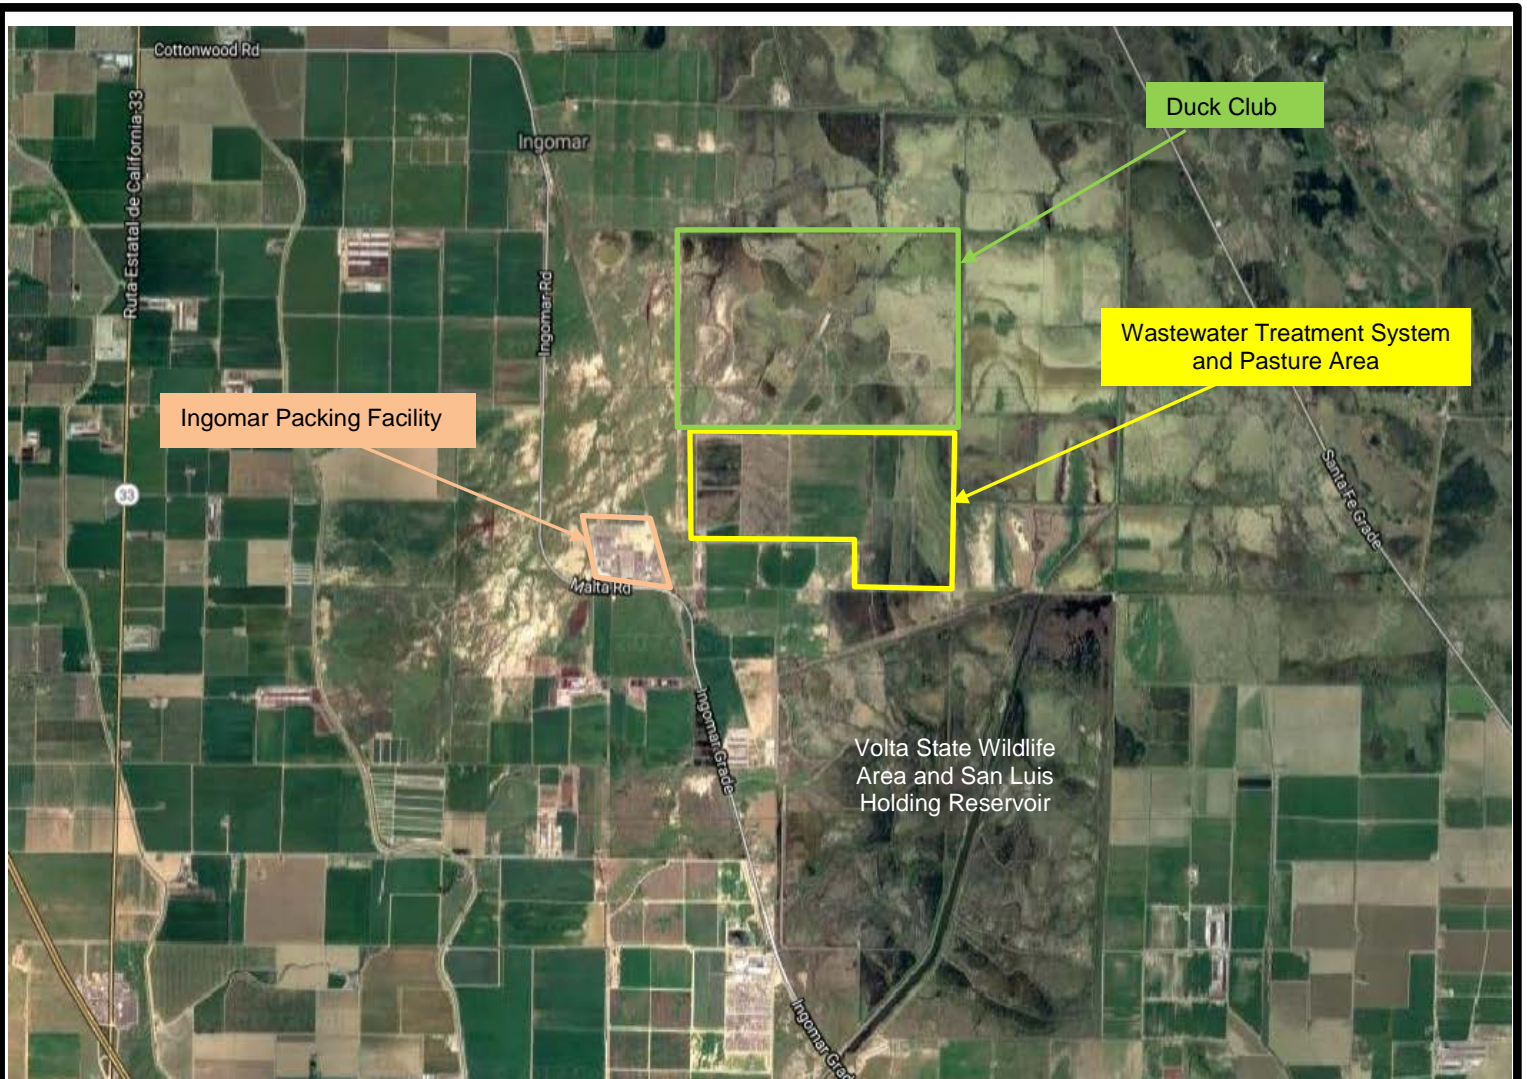 Cottonwood Rd
Duck Club
Ruta Estatal de California 33
Ingomar
Ingomar Rd
Wastewater Treatment System
and Pasture Area
Ingomar Packing Facility
33
Santa Fe Grade
Malta Rd
Ingomar Grade
Volta State Wildlife
Area and San Luis
Holding Reservoir
Ingomar Grade